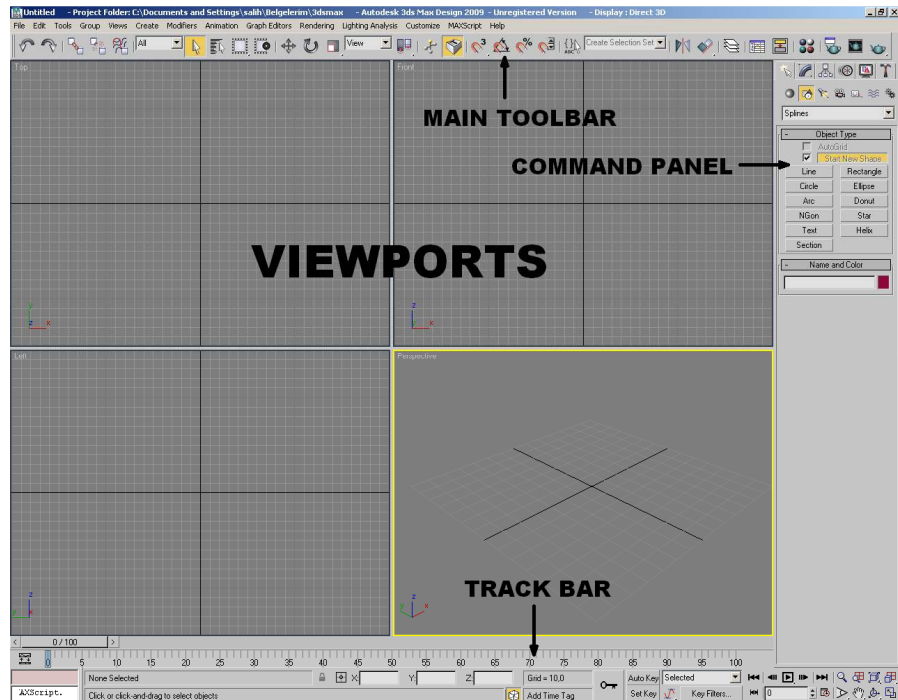 Untitled - Project Folder: C:\Documents and Settings\salih\Belgelerim\3dsmax - Autodesk 3ds Max Design 2009 - Unregistered Version - Display : Direct 3D
File Edit Tools Group Views Create Modifiers Animation Graph Editors Rendering Lighting Analysis Customize MAXScript Help
All View Create Selection Set
Top
Front
MAIN TOOLBAR
COMMAND PANEL
VIEWPORTS
Splines
- Object Type
AutoGrid
Start New Shape
Line Rectangle
Circle Ellipse
Arc Donut
NGon Star
Text Helix
Section
- Name and Color
y
z x
z
y x
Left
Perspective
z
y x
z
y x
TRACK BAR
< 0 / 100 >
0 5 10 15 20 25 30 35 40 45 50 55 60 65 70 75 80 85 90 95 100
None Selected X: Y: Z: Grid = 10,0 Auto Key Selected
AXScript. Click or click-and-drag to select objects Add Time Tag Set Key Key Filters... 0